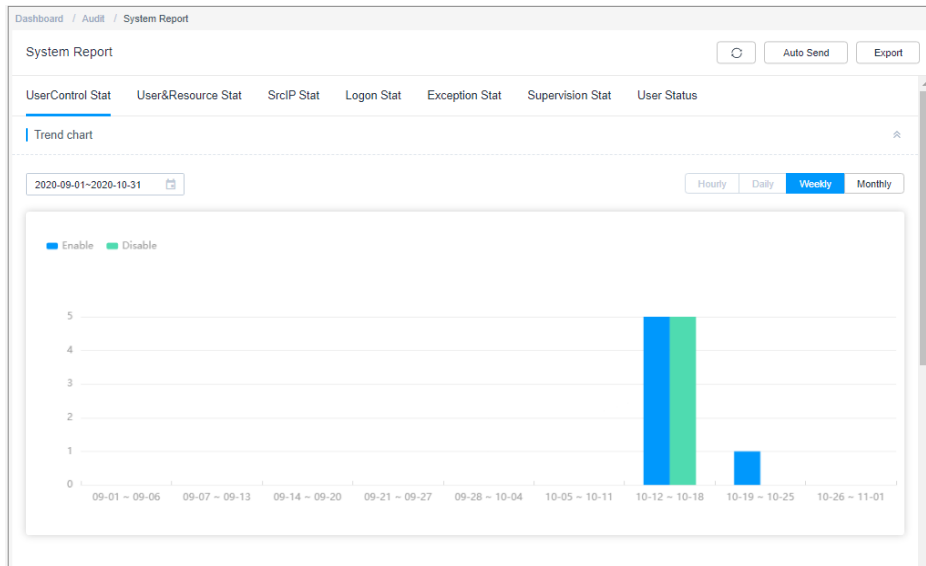 Dashboard / Audit / System Report
System Report
Auto Send
Export
UserControl Stat User&Resource Stat SrcIP Stat Logon Stat Exception Stat Supervision Stat User Status
Trend chart
2020-09-01~2020-10-31
Hourly Daily Weekly Monthly
Enable Disable
5
4
3
2
1
0
09-01 ~ 09-06 09-07 ~ 09-13 09-14 ~ 09-20 09-21 ~ 09-27 09-28 ~ 10-04 10-05 ~ 10-11 10-12 ~ 10-18 10-19 ~ 10-25 10-26 ~ 11-01